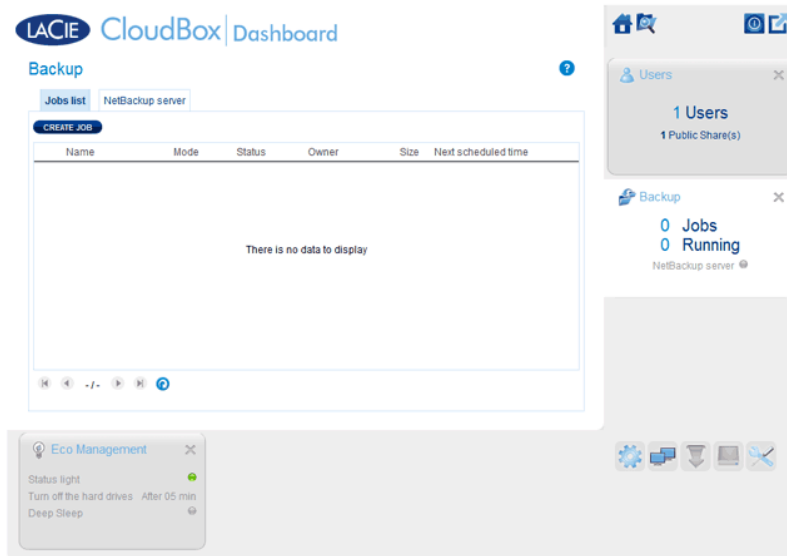 LACIE CloudBox Dashboard
Backup
Jobs list NetBackup server
CREATE JOB
Name Mode Status Owner Size Next scheduled time
There is no data to display
-/-
Users
1 Users
1 Public Share(s)
Backup
0 Jobs
0 Running
NetBackup server
Eco Management
Status light
Turn off the hard drives After 05 min
Deep Sleep